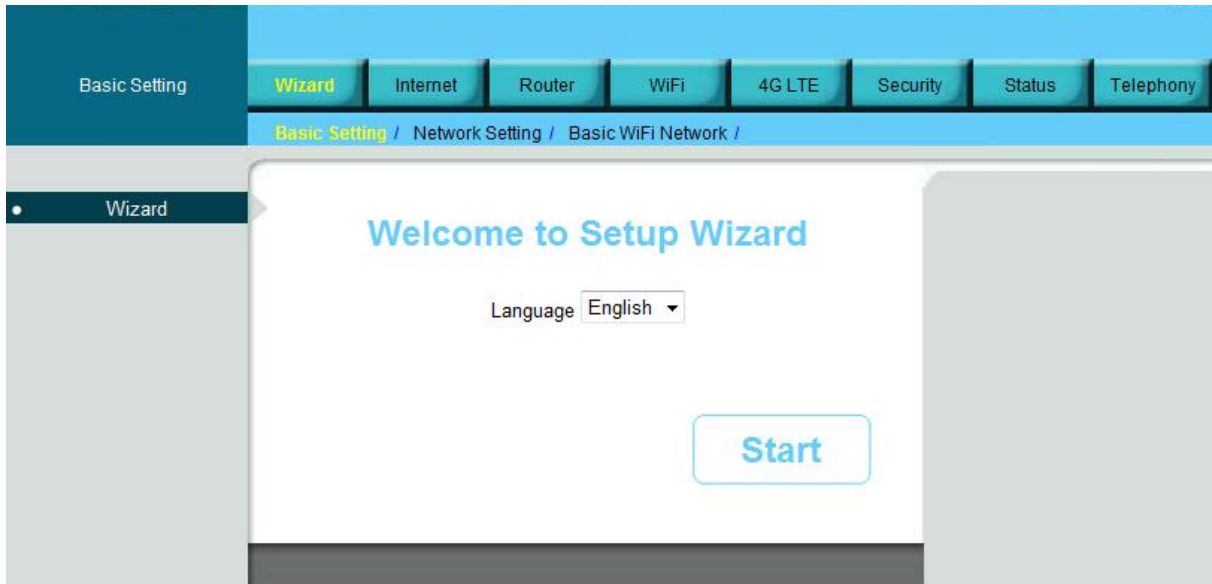 Basic Setting
Wizard Internet Router WiFi 4G LTE Security Status Telephony
Basic Setting / Network Setting / Basic WiFi Network /
Wizard
Welcome to Setup Wizard
Language English
Start